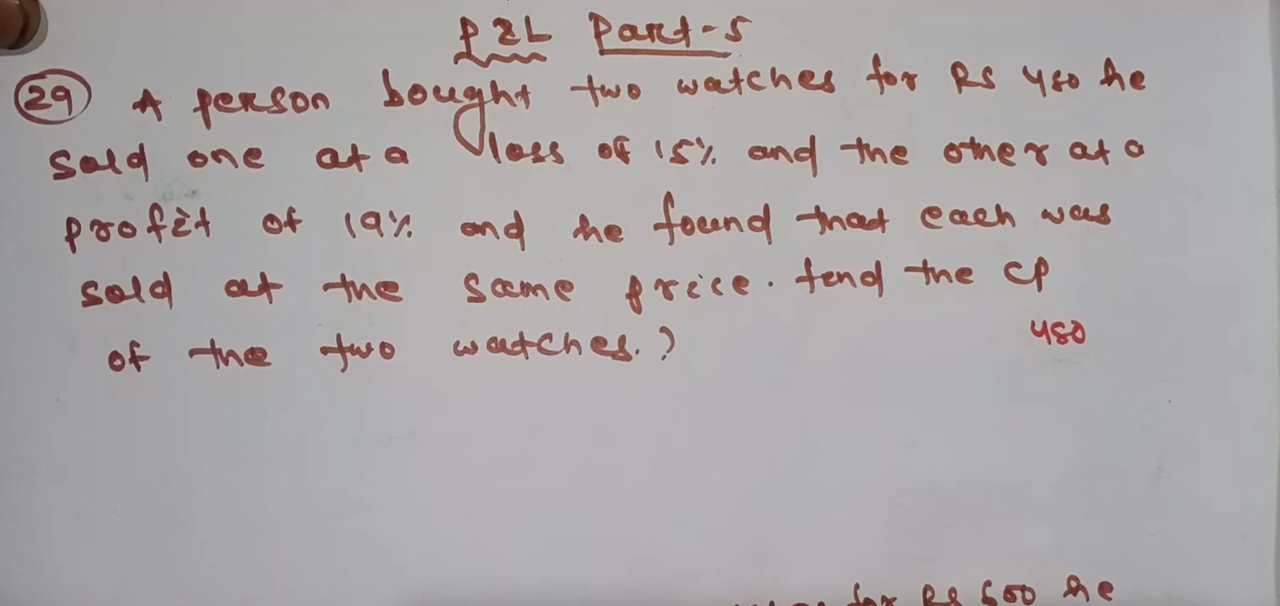 P&L Part-5
29 A person bought two watches for Rs 480 he
sold one at a loss of 15% and the other at a
profit of 19% and he found that each was
sold at the same price. find the CP
of the two watches.?
480
for Rs 600 he